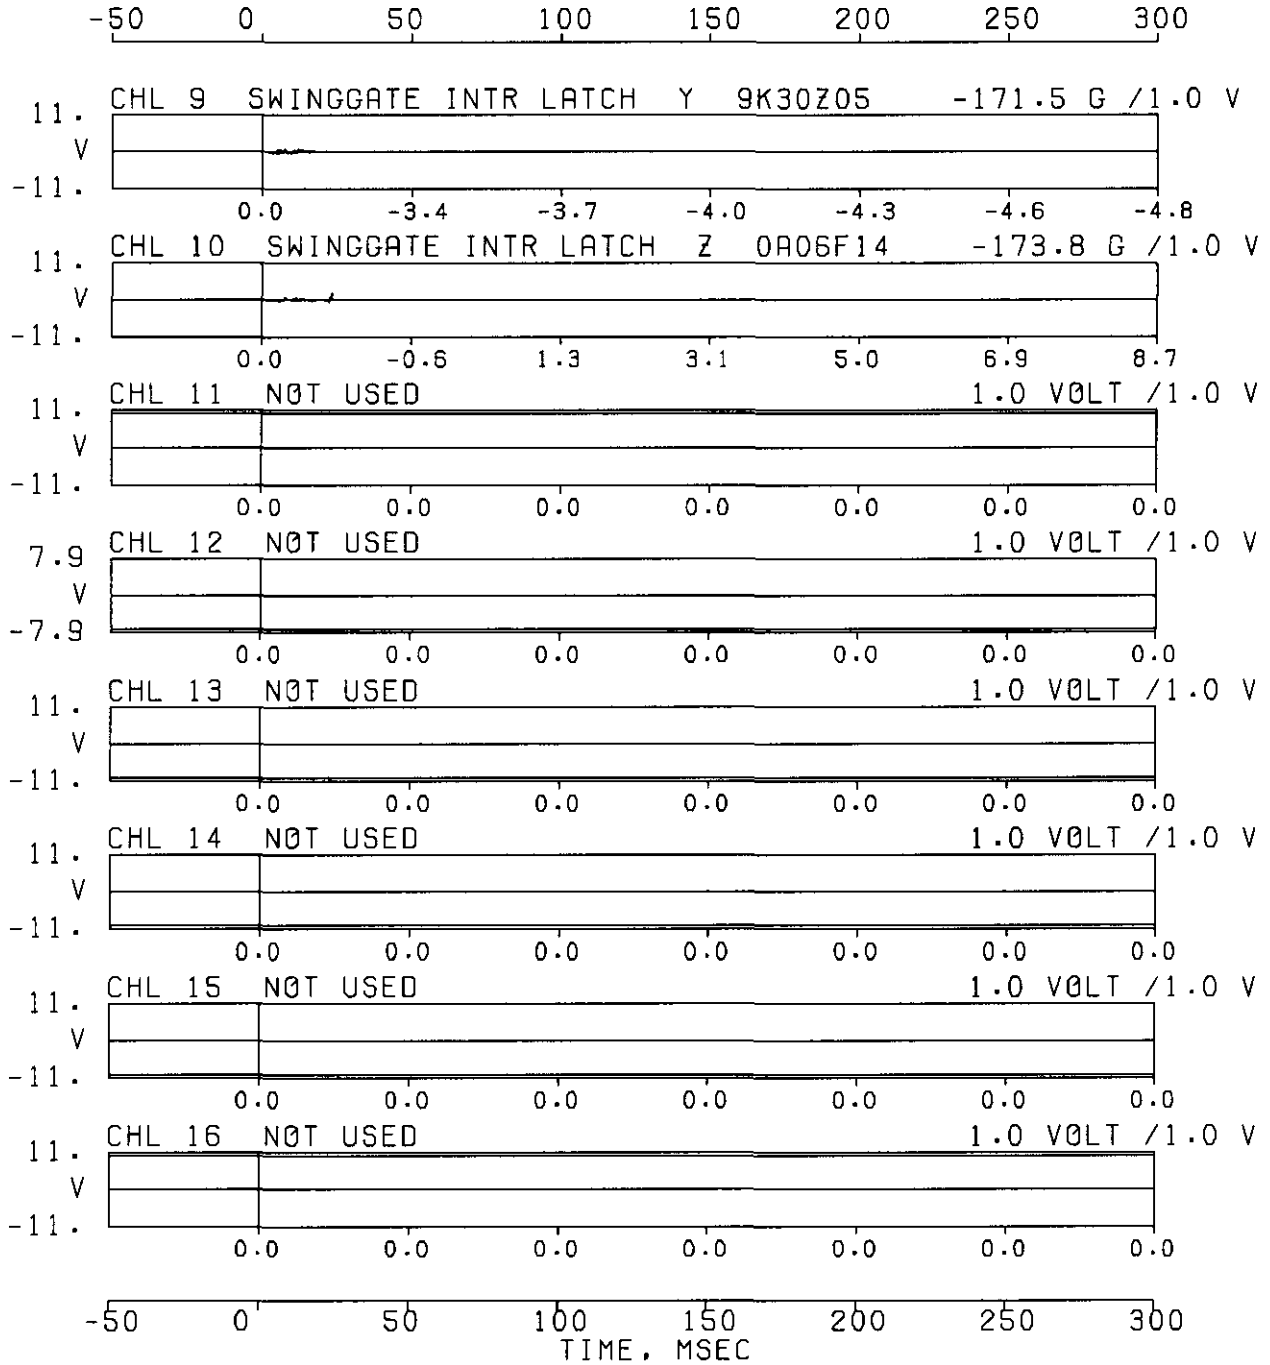 -50 0 50 100 150 200 250 300
CHL 9 SWINGGATE INTR LATCH Y 9K30Z05 -171.5 G /1.0 V
11.
V
-11.
0.0 -3.4 -3.7 -4.0 -4.3 -4.6 -4.8
CHL 10 SWINGGATE INTR LATCH Z 0A06F14 -173.8 G /1.0 V
11.
V
-11.
0.0 -0.6 1.3 3.1 5.0 6.9 8.7
CHL 11 NOT USED 1.0 VOLT /1.0 V
11.
V
-11.
0.0 0.0 0.0 0.0 0.0 0.0 0.0
CHL 12 NOT USED 1.0 VOLT /1.0 V
7.9
V
-7.9
0.0 0.0 0.0 0.0 0.0 0.0 0.0
CHL 13 NOT USED 1.0 VOLT /1.0 V
11.
V
-11.
0.0 0.0 0.0 0.0 0.0 0.0 0.0
CHL 14 NOT USED 1.0 VOLT /1.0 V
11.
V
-11.
0.0 0.0 0.0 0.0 0.0 0.0 0.0
CHL 15 NOT USED 1.0 VOLT /1.0 V
11.
V
-11.
0.0 0.0 0.0 0.0 0.0 0.0 0.0
CHL 16 NOT USED 1.0 VOLT /1.0 V
11.
V
-11.
0.0 0.0 0.0 0.0 0.0 0.0 0.0
-50 0 50 100 150 200 250 300
TIME, MSEC